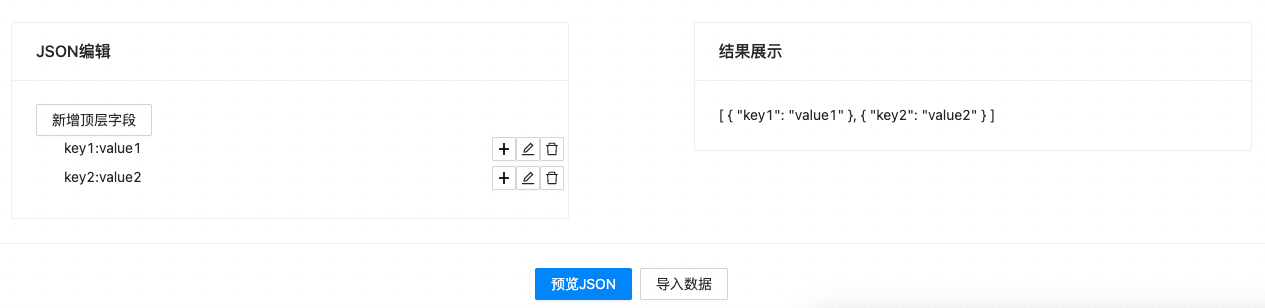 JSON编辑
新增顶层字段
key1:value1
key2:value2
结果展示
[ { "key1": "value1" }, { "key2": "value2" } ]
预览JSON
导入数据